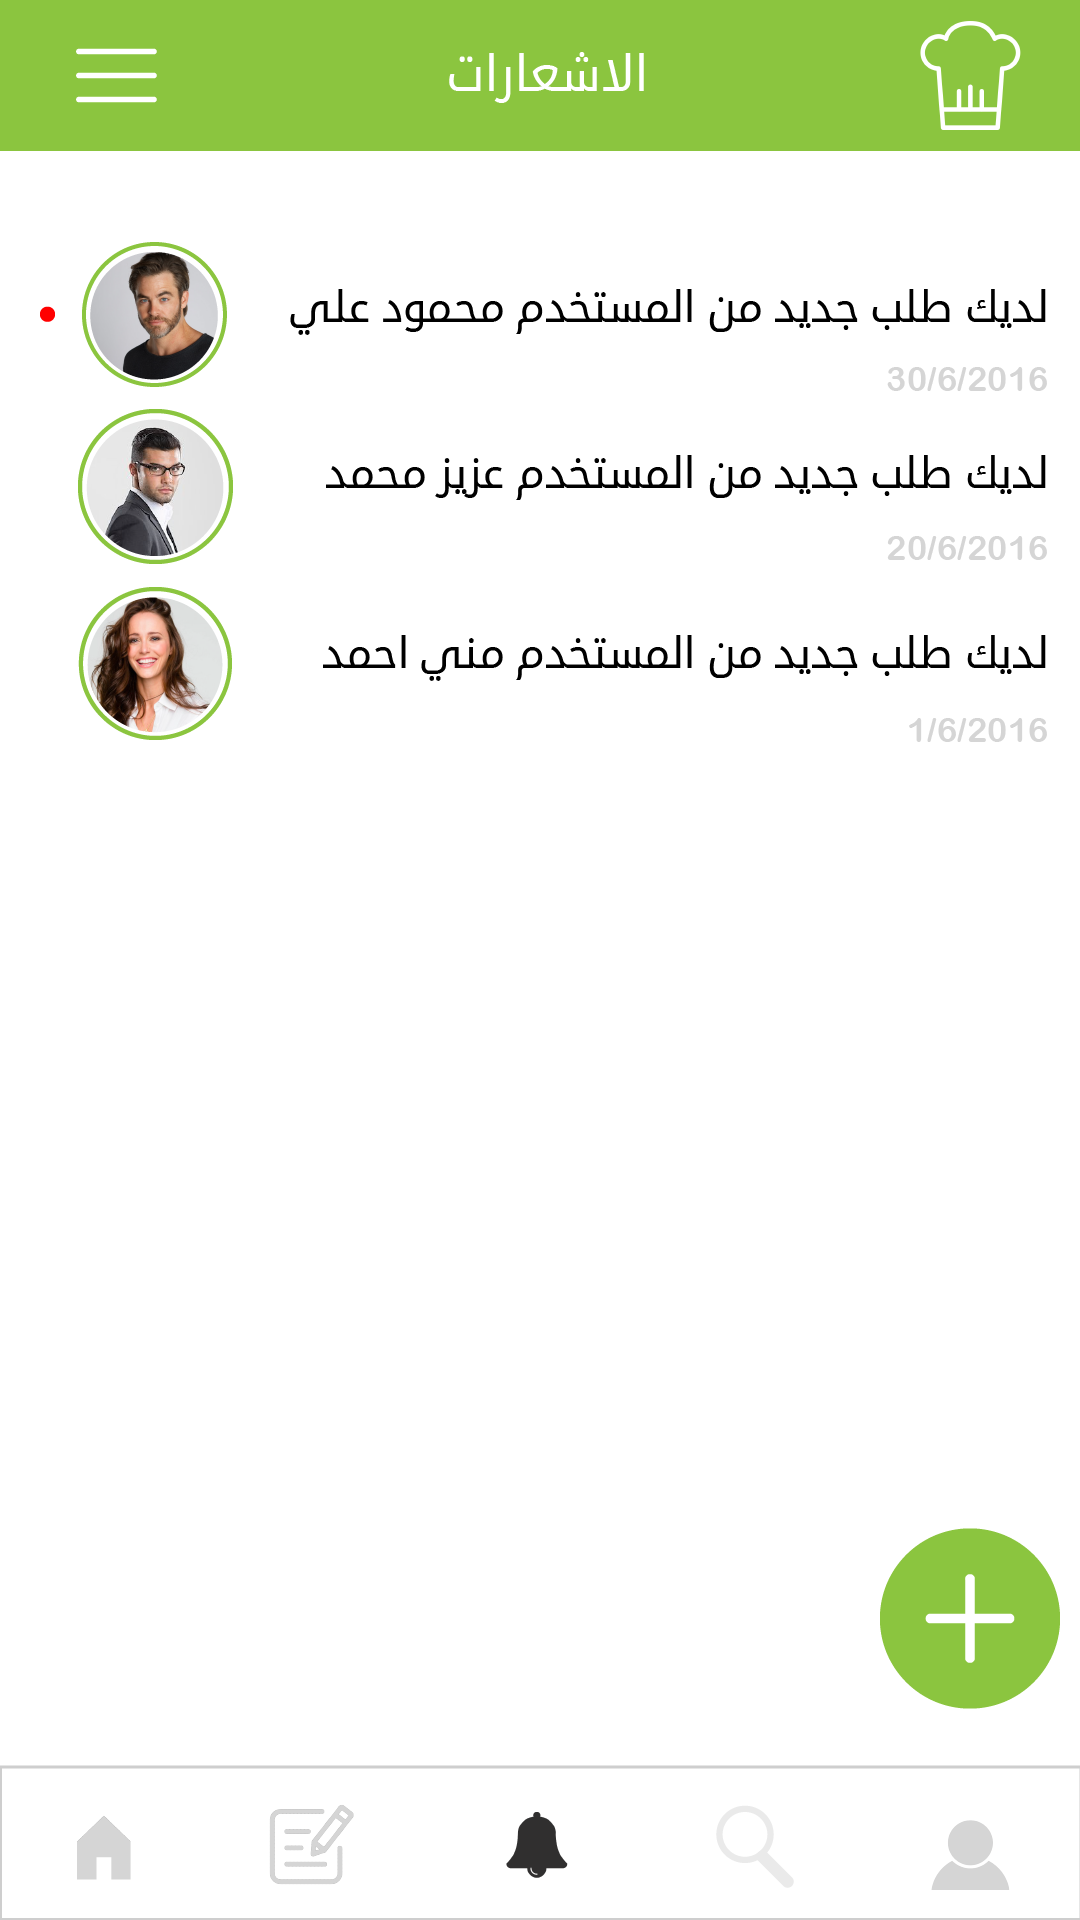 الاشعارات
لديك طلب جديد من المستخدم محمود علي
30/6/2016
لديك طلب جديد من المستخدم عزيز محمد
20/6/2016
لديك طلب جديد من المستخدم مني احمد
1/6/2016